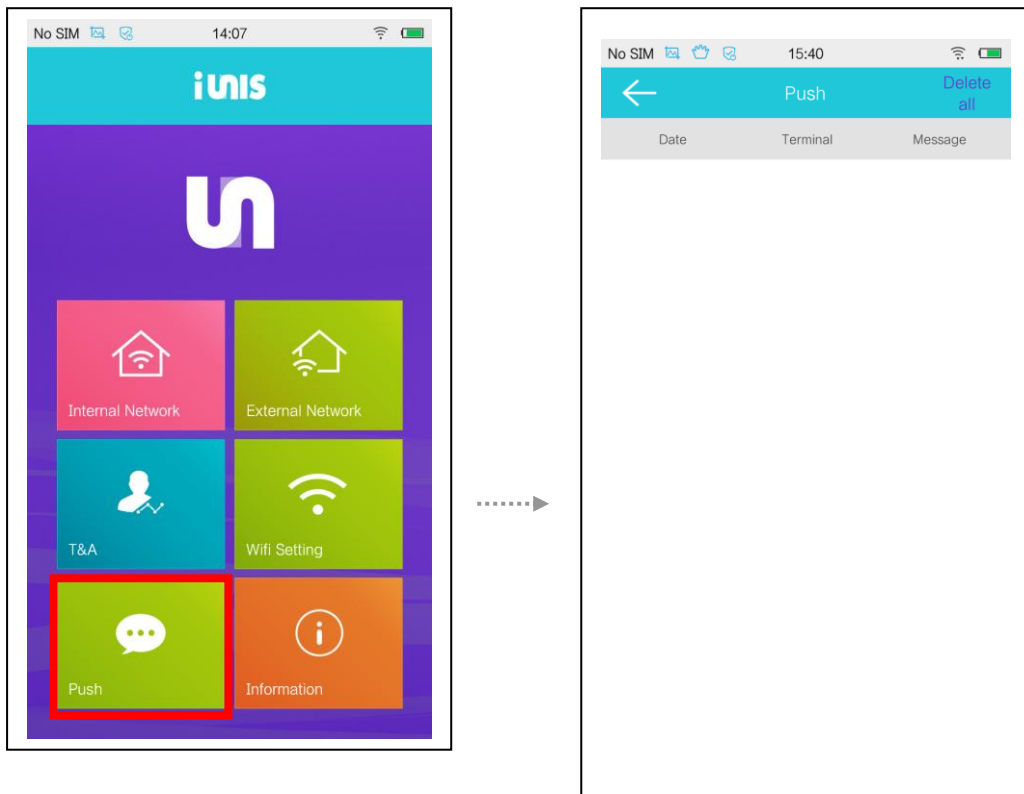 No SIM 14:07
iUNIS
un
Internal Network
External Network
T&A
Wifi Setting
Push
Information
No SIM 15:40
Push
Delete all
Date Terminal Message